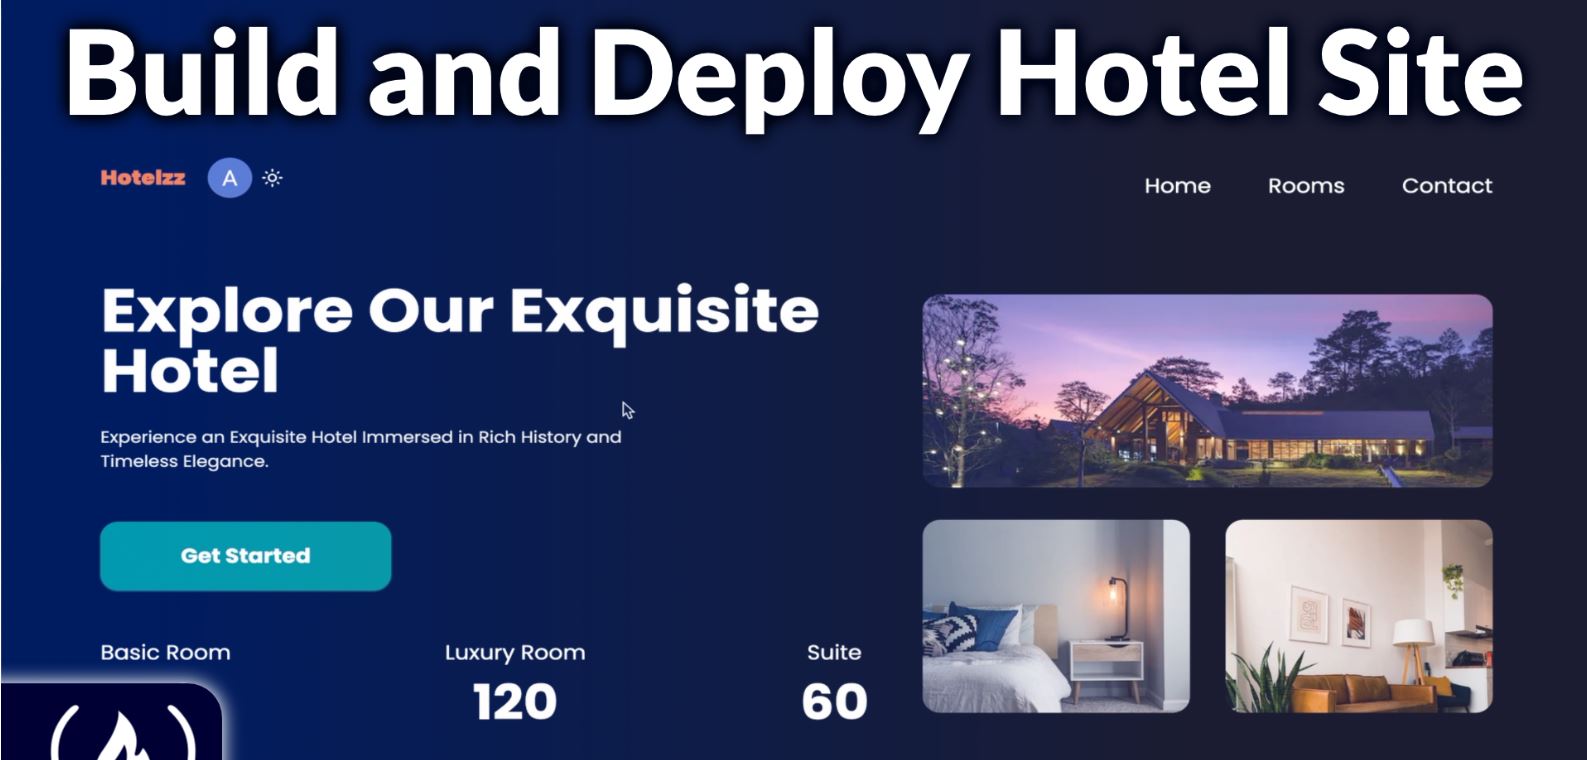 Build and Deploy Hotel Site
Hotelzz A
Home Rooms Contact
Explore Our Exquisite
Hotel
Experience an Exquisite Hotel Immersed in Rich History and
Timeless Elegance.
Get Started
Basic Room Luxury Room Suite
120 60